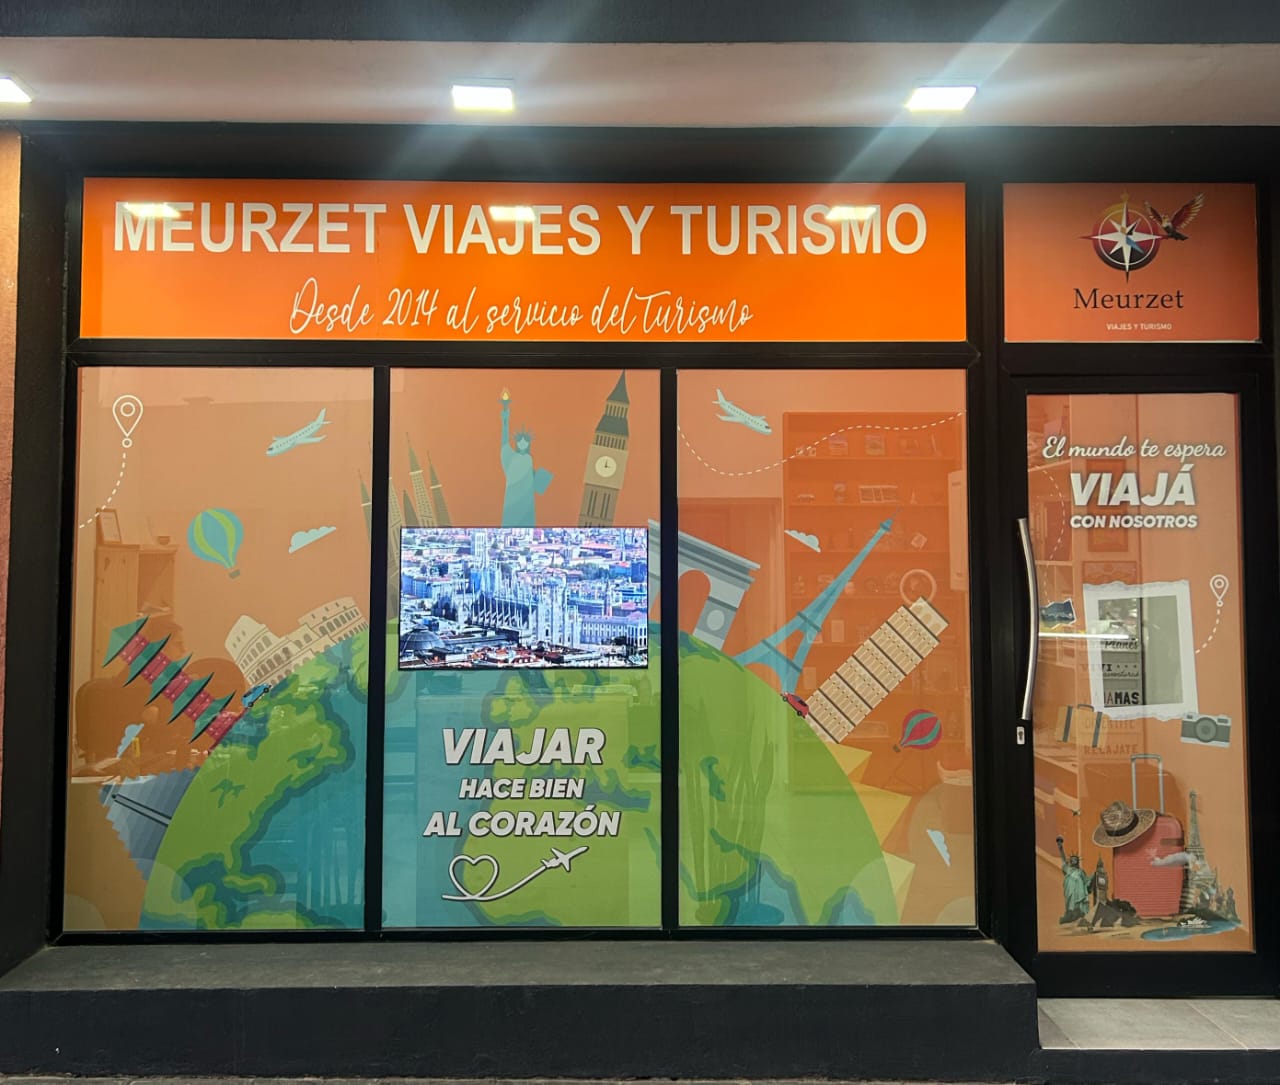 MEURZET VIAJES Y TURISMO
Desde 2014 al servicio del Turismo
Meurzet
VIAJES Y TURISMO
El mundo te espera
VIAJÁ
CON NOSOTROS
VIAJAR
HACE BIEN
AL CORAZÓN
RELAJATE